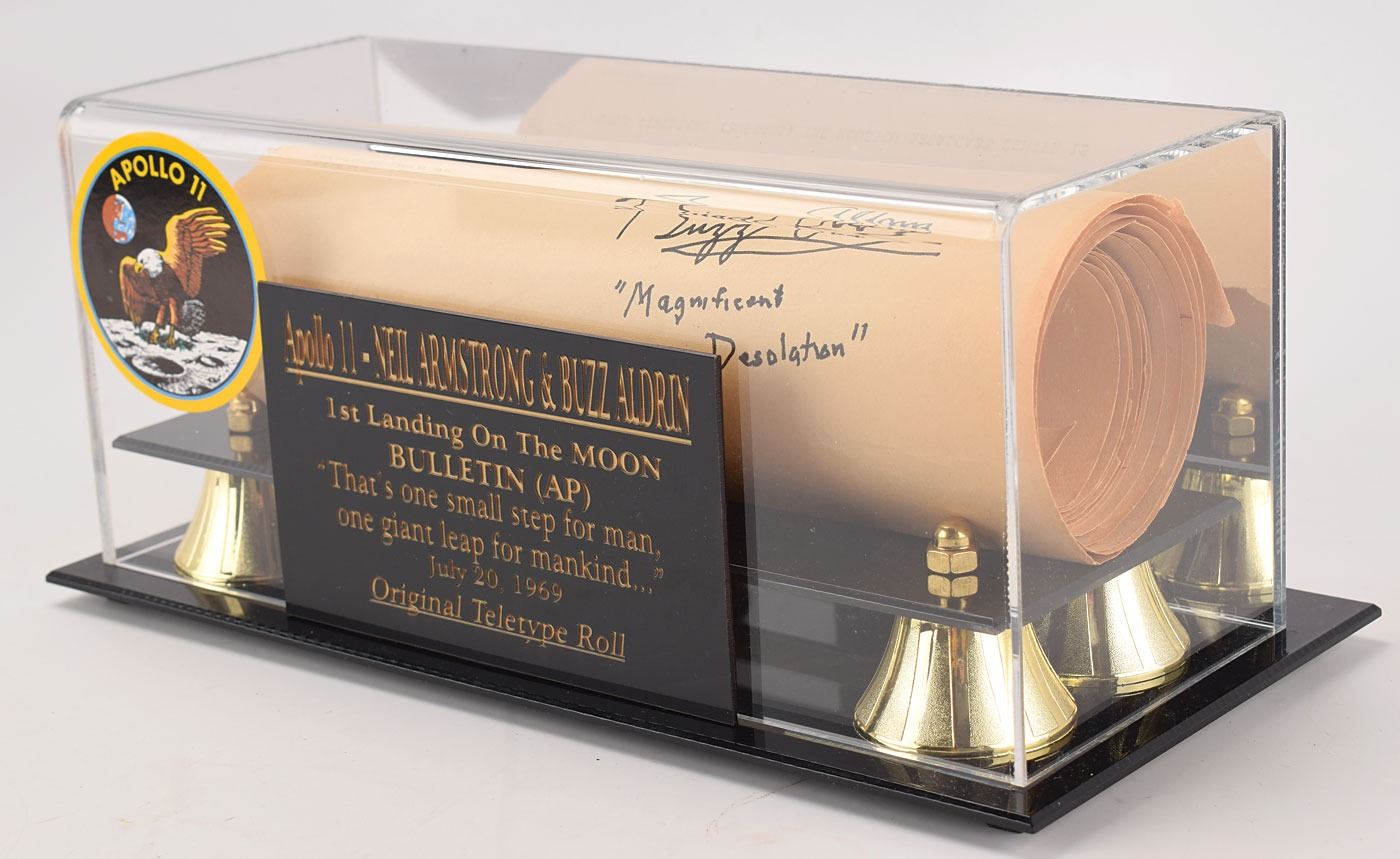 APOLLO 11
Buzz
"Magnificent
Desolation"
Apollo 11 - NEIL ARMSTRONG & BUZZ ALDRIN
1st Landing On The MOON
BULLETIN (AP)
"That's one small step for man,
one giant leap for mankind..."
July 20, 1969
Original Teletype Roll